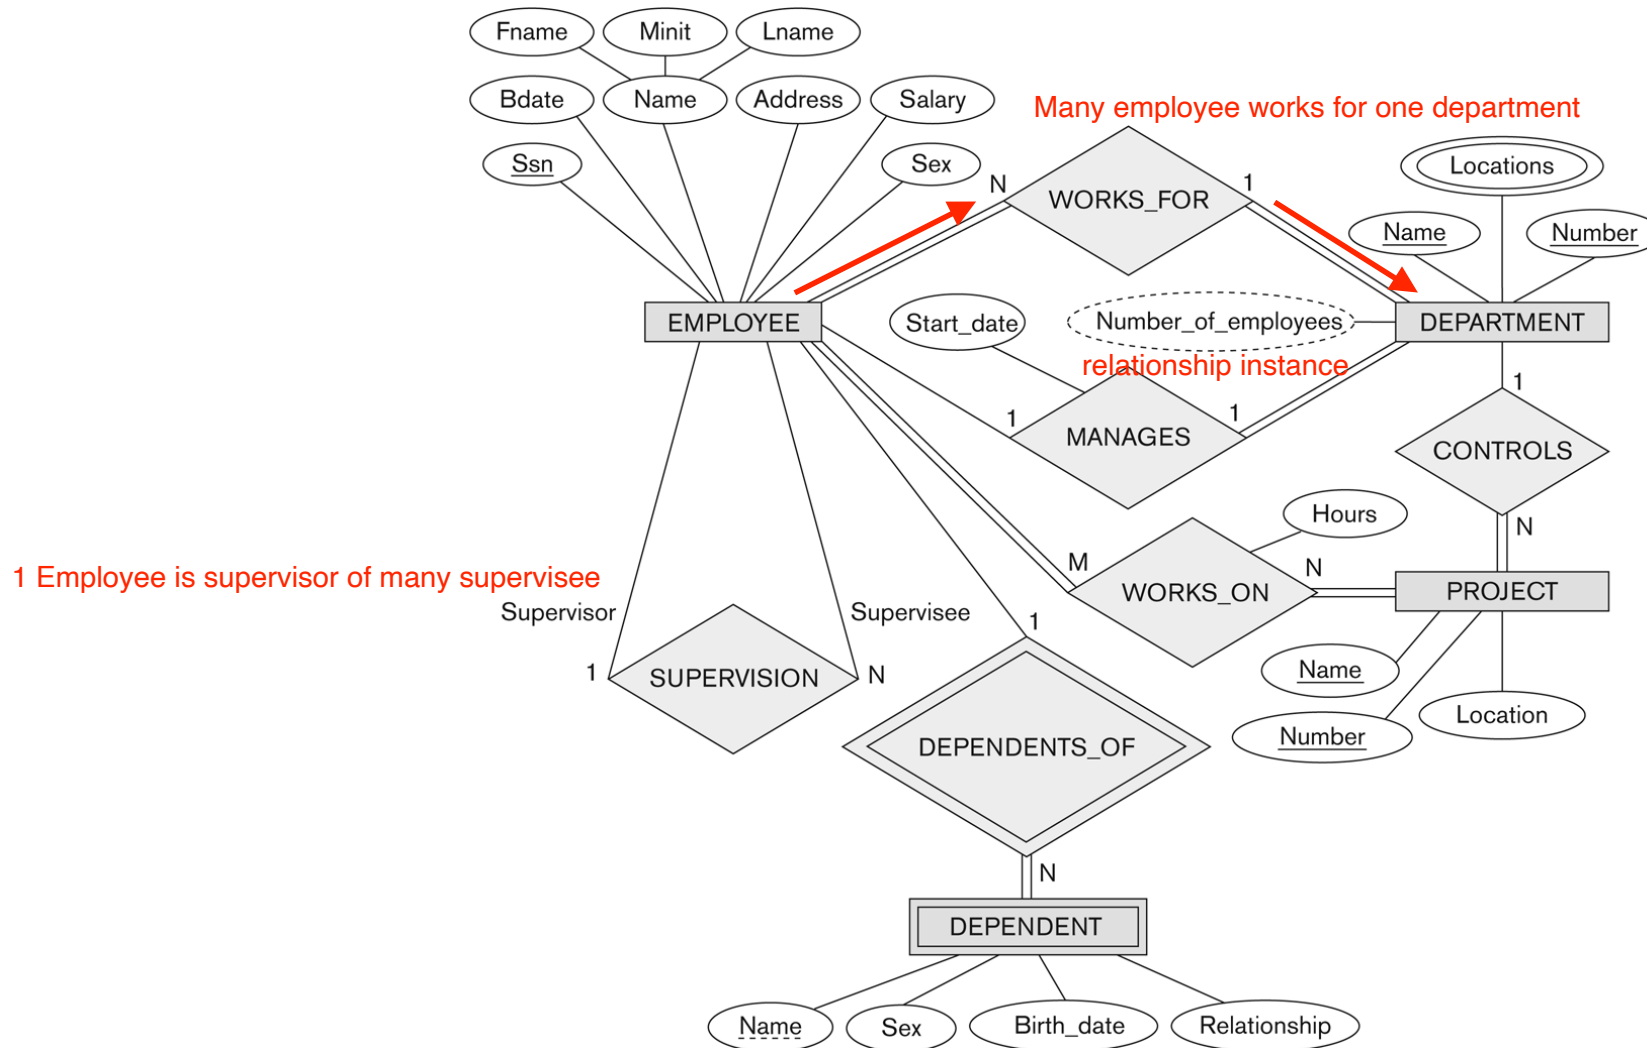 Fname
Minit
Lname
Bdate
Name
Address
Salary
Many employee works for one department
Ssn
Sex
N
WORKS_FOR
1
Locations
Name
Number
EMPLOYEE
Start_date
Number_of_employees
DEPARTMENT
relationship instance
1
MANAGES
1
1
CONTROLS
N
Hours
M
WORKS_ON
N
PROJECT
1 Employee is supervisor of many supervisee
Supervisor
Supervisee
1
SUPERVISION
N
1
Name
Number
Location
DEPENDENTS_OF
N
DEPENDENT
Name
Sex
Birth_date
Relationship